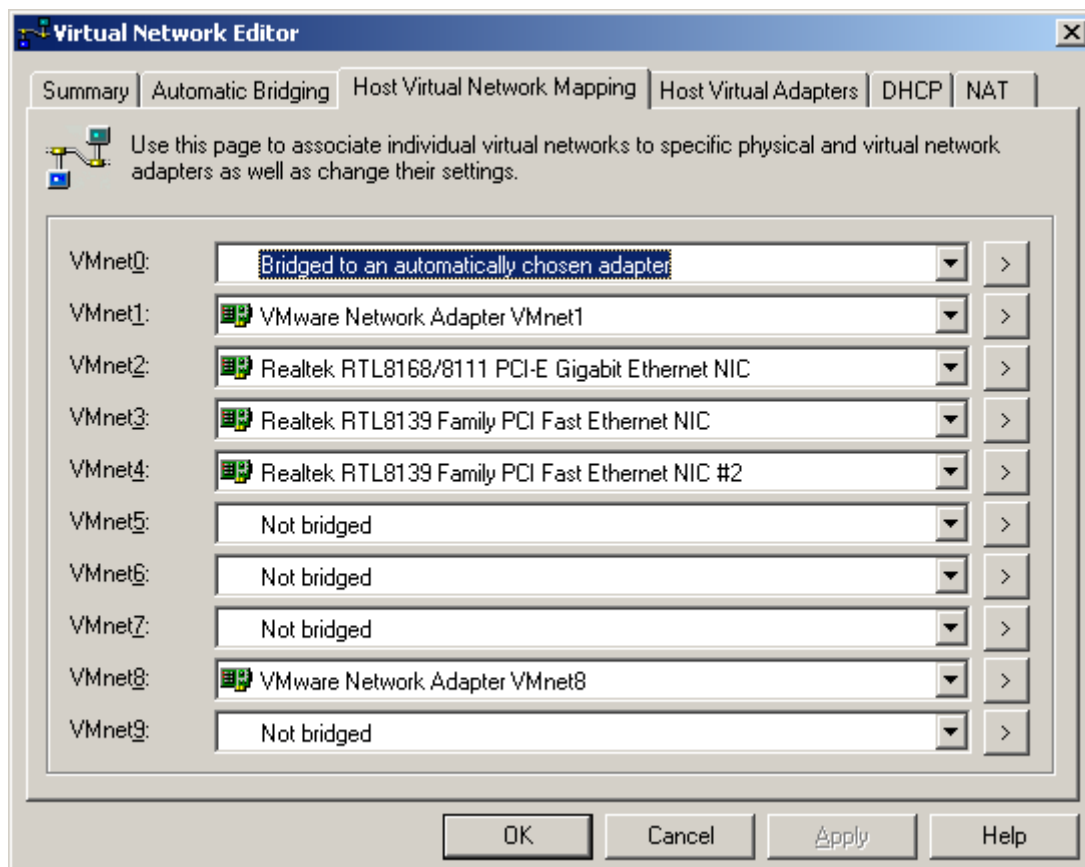 Virtual Network Editor
Summary
Automatic Bridging
Host Virtual Network Mapping
Host Virtual Adapters
DHCP
NAT
Use this page to associate individual virtual networks to specific physical and virtual network
adapters as well as change their settings.
VMnet0: Bridged to an automatically chosen adapter >
VMnet1: VMware Network Adapter VMnet1 >
VMnet2: Realtek RTL8168/8111 PCI-E Gigabit Ethernet NIC >
VMnet3: Realtek RTL8139 Family PCI Fast Ethernet NIC >
VMnet4: Realtek RTL8139 Family PCI Fast Ethernet NIC #2 >
VMnet5: Not bridged >
VMnet6: Not bridged >
VMnet7: Not bridged >
VMnet8: VMware Network Adapter VMnet8 >
VMnet9: Not bridged >
OK
Cancel
Apply
Help